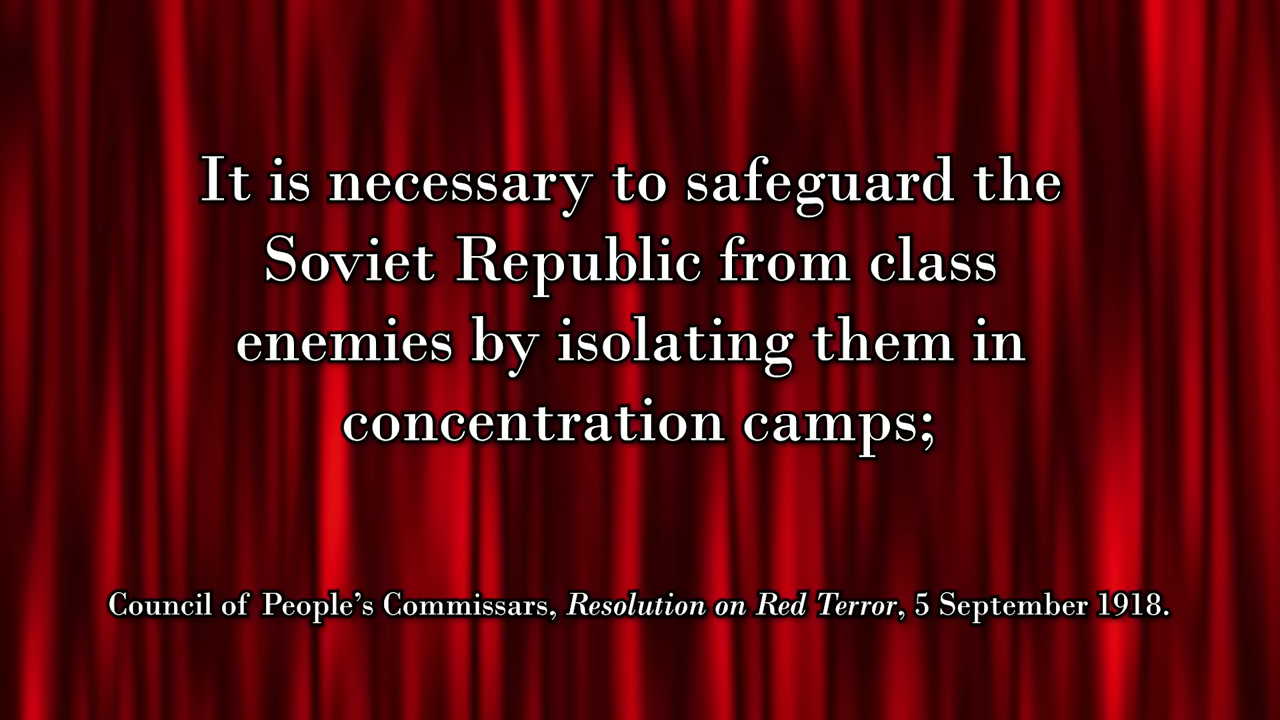 It is necessary to safeguard the
Soviet Republic from class
enemies by isolating them in
concentration camps;
Council of People’s Commissars, Resolution on Red Terror, 5 September 1918.